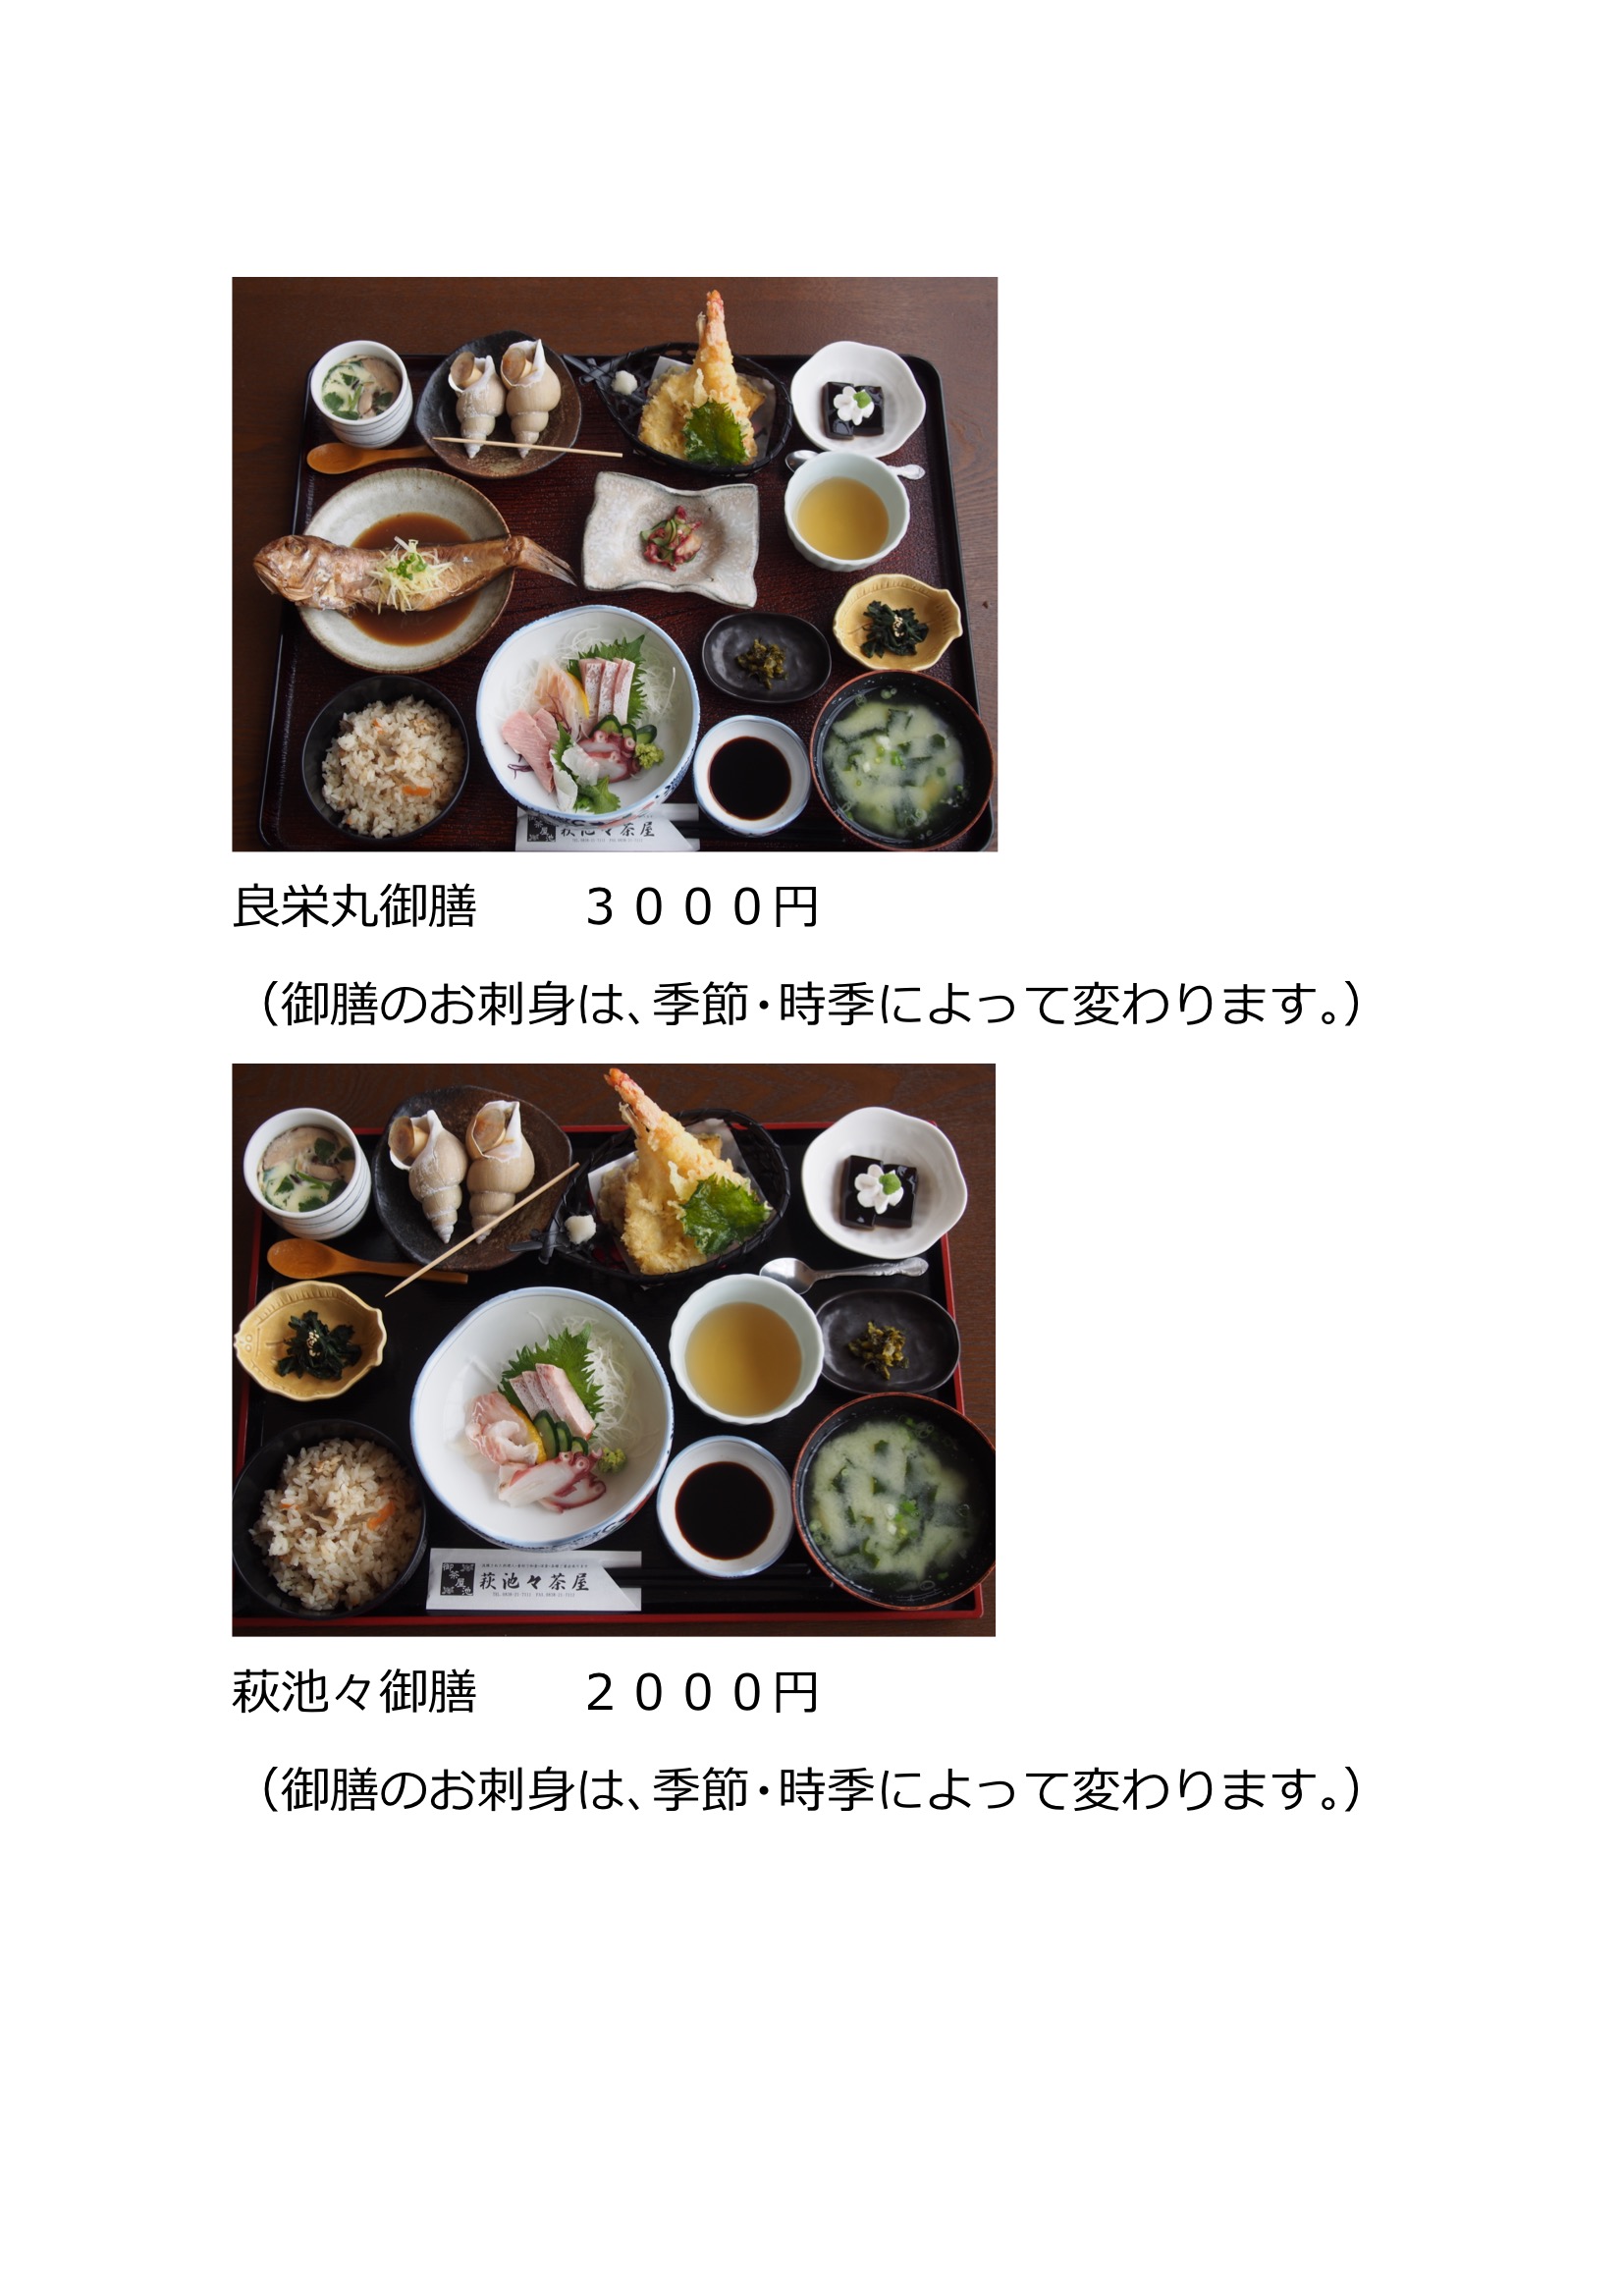 萩池々茶屋
良栄丸御膳　　３０００円
（御膳のお刺身は、季節・時季によって変わります。）
御茶屋
萩池々茶屋
萩池々御膳　　２０００円
（御膳のお刺身は、季節・時季によって変わります。）